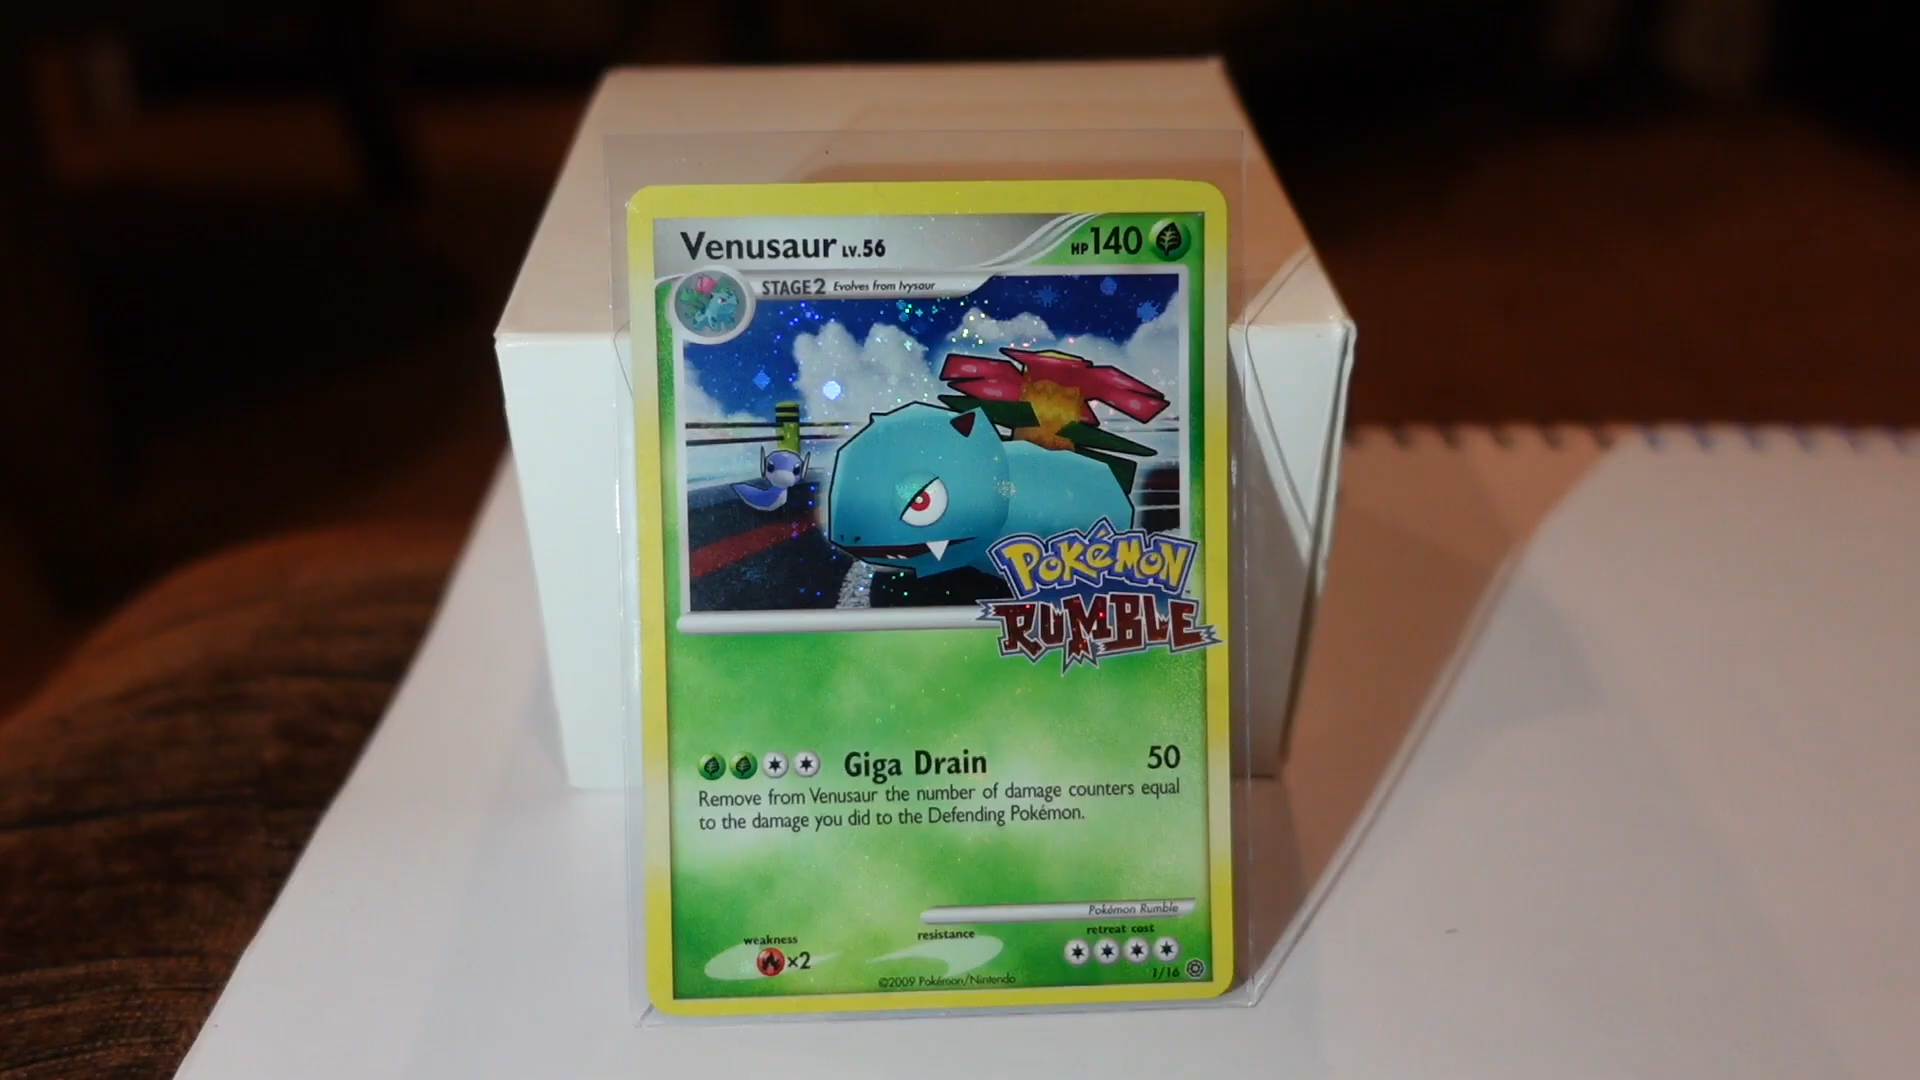 Venusaur LV.56
HP 140
STAGE2 Evolves from Ivysaur
POKéMON
RUMBLE
Giga Drain 50
Remove from Venusaur the number of damage counters equal
to the damage you did to the Defending Pokémon.
Pokémon Rumble
weakness
×2
resistance
retreat cost
©2009 Pokémon/Nintendo
1/16